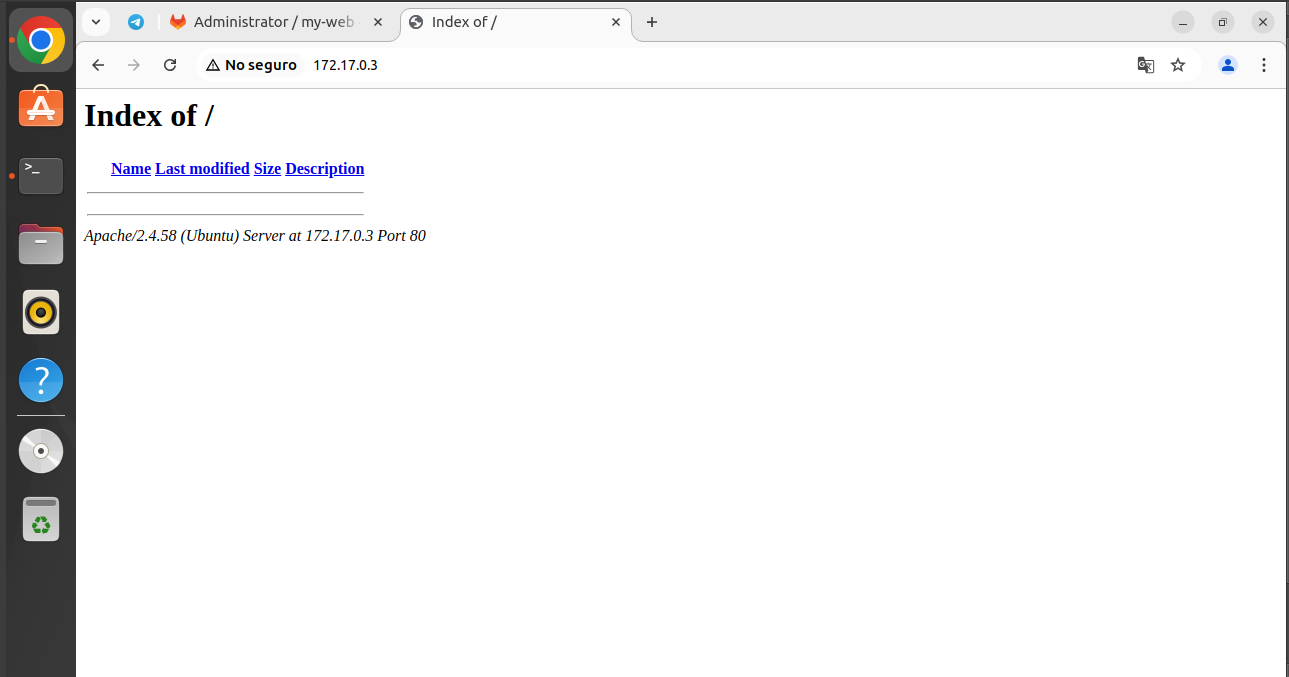 Administrator / my-web
Index of /
No seguro 172.17.0.3
Index of /
Name Last modified Size Description
Apache/2.4.58 (Ubuntu) Server at 172.17.0.3 Port 80